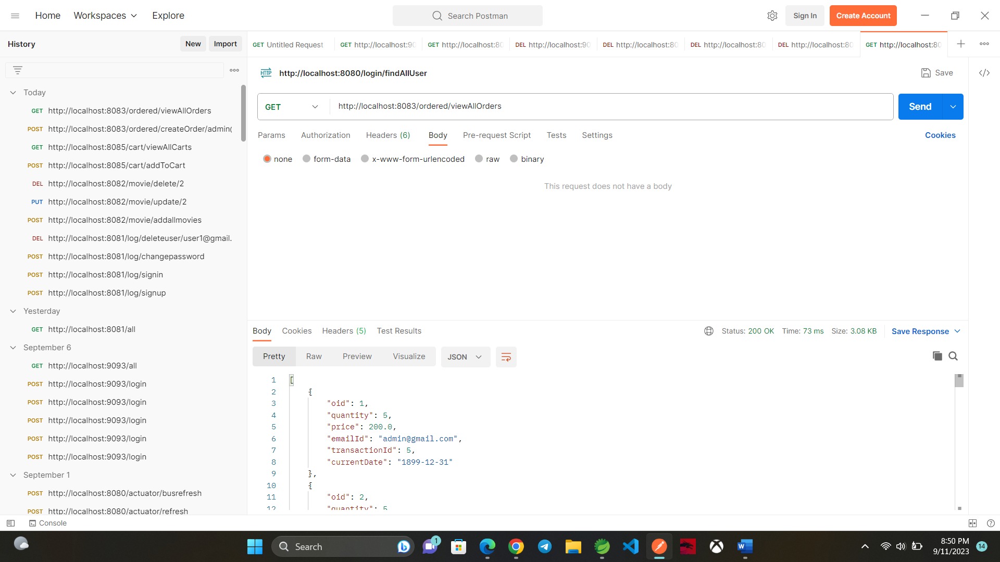 Home Workspaces Explore Search Postman Sign In Create Account
History New Import
GET Untitled Request GET http://localhost:90 GET http://localhost:80 DEL http://localhost:90 DEL http://localhost:80 DEL http://localhost:80 DEL http://localhost:80 GET http://localhost:80
HTTP http://localhost:8080/login/findAllUser Save
GET http://localhost:8083/ordered/viewAllOrders Send
Params Authorization Headers (6) Body Pre-request Script Tests Settings Cookies
none form-data x-www-form-urlencoded raw binary
This request does not have a body
Today
GET http://localhost:8083/ordered/viewAllOrders
POST http://localhost:8083/ordered/createOrder/admin(
GET http://localhost:8085/cart/viewAllCarts
POST http://localhost:8085/cart/addToCart
DEL http://localhost:8082/movie/delete/2
PUT http://localhost:8082/movie/update/2
POST http://localhost:8082/movie/addallmovies
DEL http://localhost:8081/log/deleteuser/user1@gmail.
POST http://localhost:8081/log/changepassword
POST http://localhost:8081/log/signin
POST http://localhost:8081/log/signup
Yesterday
GET http://localhost:8081/all
September 6
GET http://localhost:9093/all
POST http://localhost:9093/login
POST http://localhost:9093/login
POST http://localhost:9093/login
POST http://localhost:9093/login
POST http://localhost:9093/login
September 1
POST http://localhost:8080/actuator/busrefresh
POST http://localhost:8080/actuator/refresh
Body Cookies Headers (5) Test Results Status: 200 OK Time: 73 ms Size: 3.08 KB Save Response
Pretty Raw Preview Visualize JSON
1 [
2 {
3 "oid": 1,
4 "quantity": 5,
5 "price": 200.0,
6 "emailId": "admin@gmail.com",
7 "transactionId": 5,
8 "currentDate": "1899-12-31"
9 },
10 {
11 "oid": 2,
12 "quantity": 5
Console
Search 1 8:50 PM
9/11/2023 14